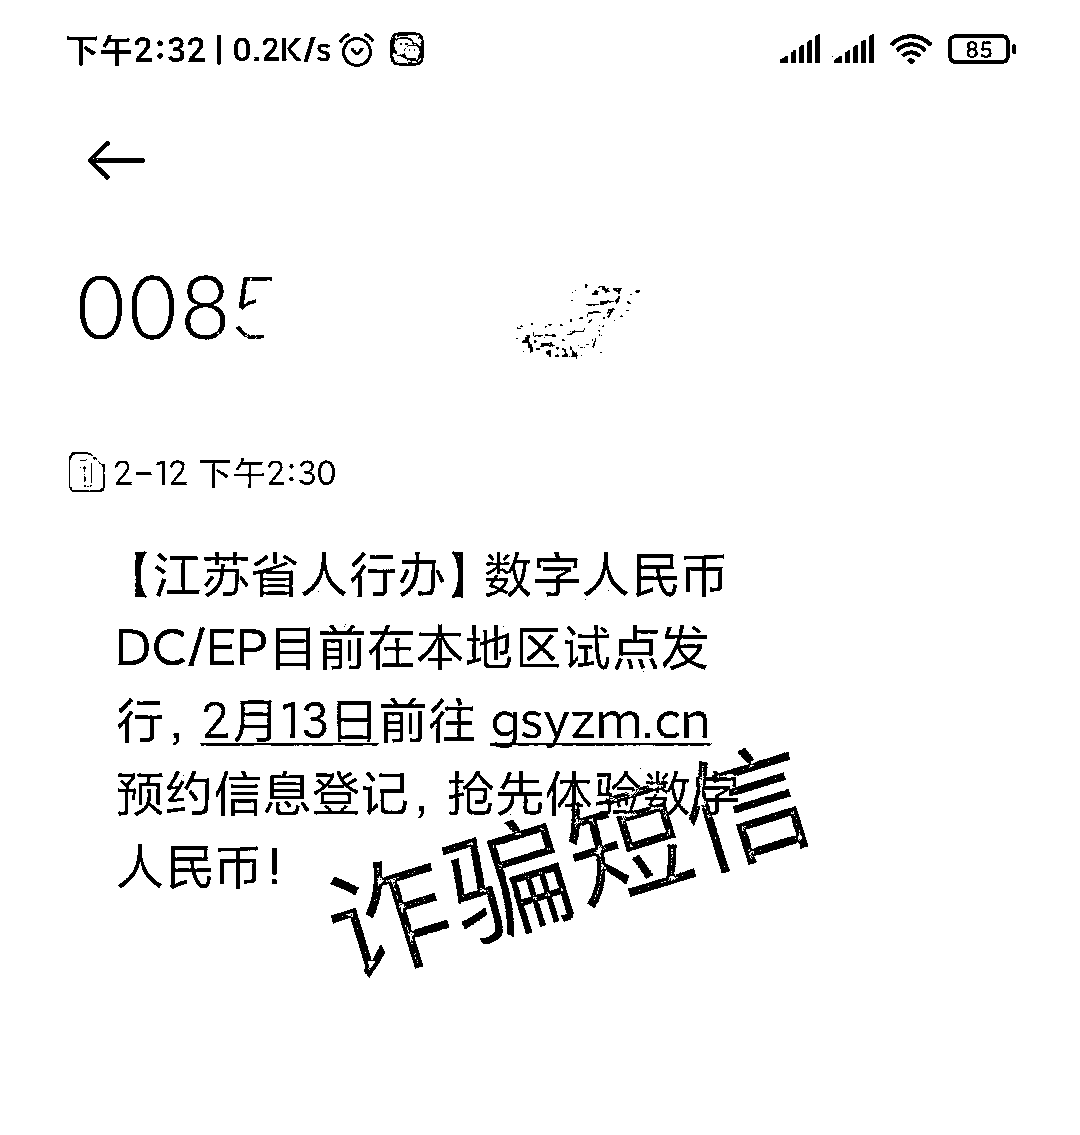 下午2:32 | 0.2K/s
85
0085
2-12 下午2:30
【江苏省人行办】数字人民币
DC/EP目前在本地区试点发
行, 2月13日前往 gsyzm.cn
预约信息登记, 抢先体验数字
人民币!
诈骗短信